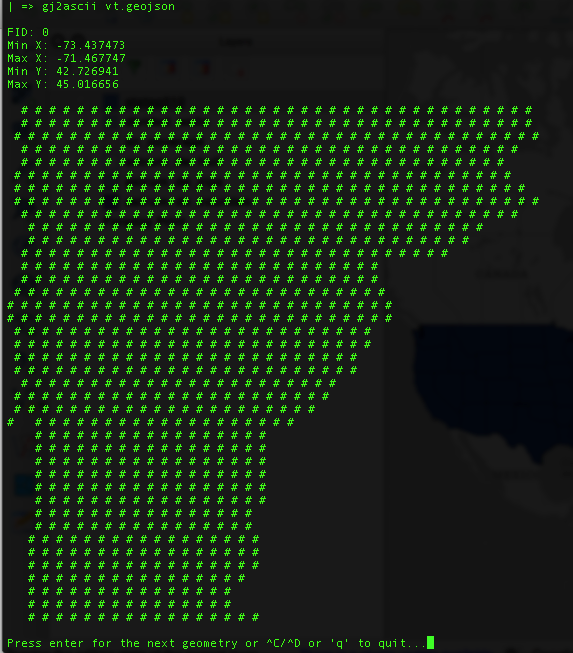 | => gj2ascii vt.geojson
FID: 0
Min X: -73.437473
Max X: -71.467747
Min Y: 42.726941
Max Y: 45.016656
Press enter for the next geometry or ^C/^D or 'q' to quit...